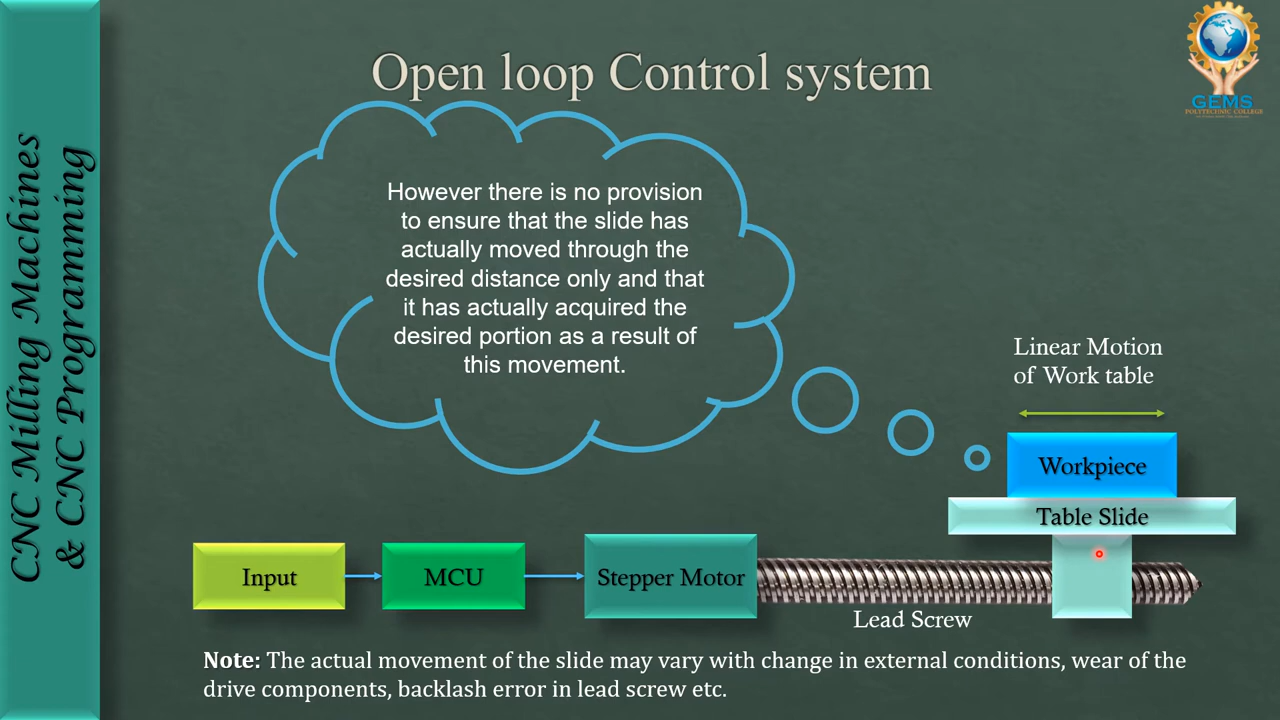 CNC Milling Machines
& CNC Programming
Open loop Control system
GEMS
POLYTECHNIC COLLEGE
However there is no provision
to ensure that the slide has
actually moved through the
desired distance only and that
it has actually acquired the
desired portion as a result of
this movement.
Linear Motion
of Work table
Workpiece
Table Slide
Input
MCU
Stepper Motor
Lead Screw
Note: The actual movement of the slide may vary with change in external conditions, wear of the
drive components, backlash error in lead screw etc.